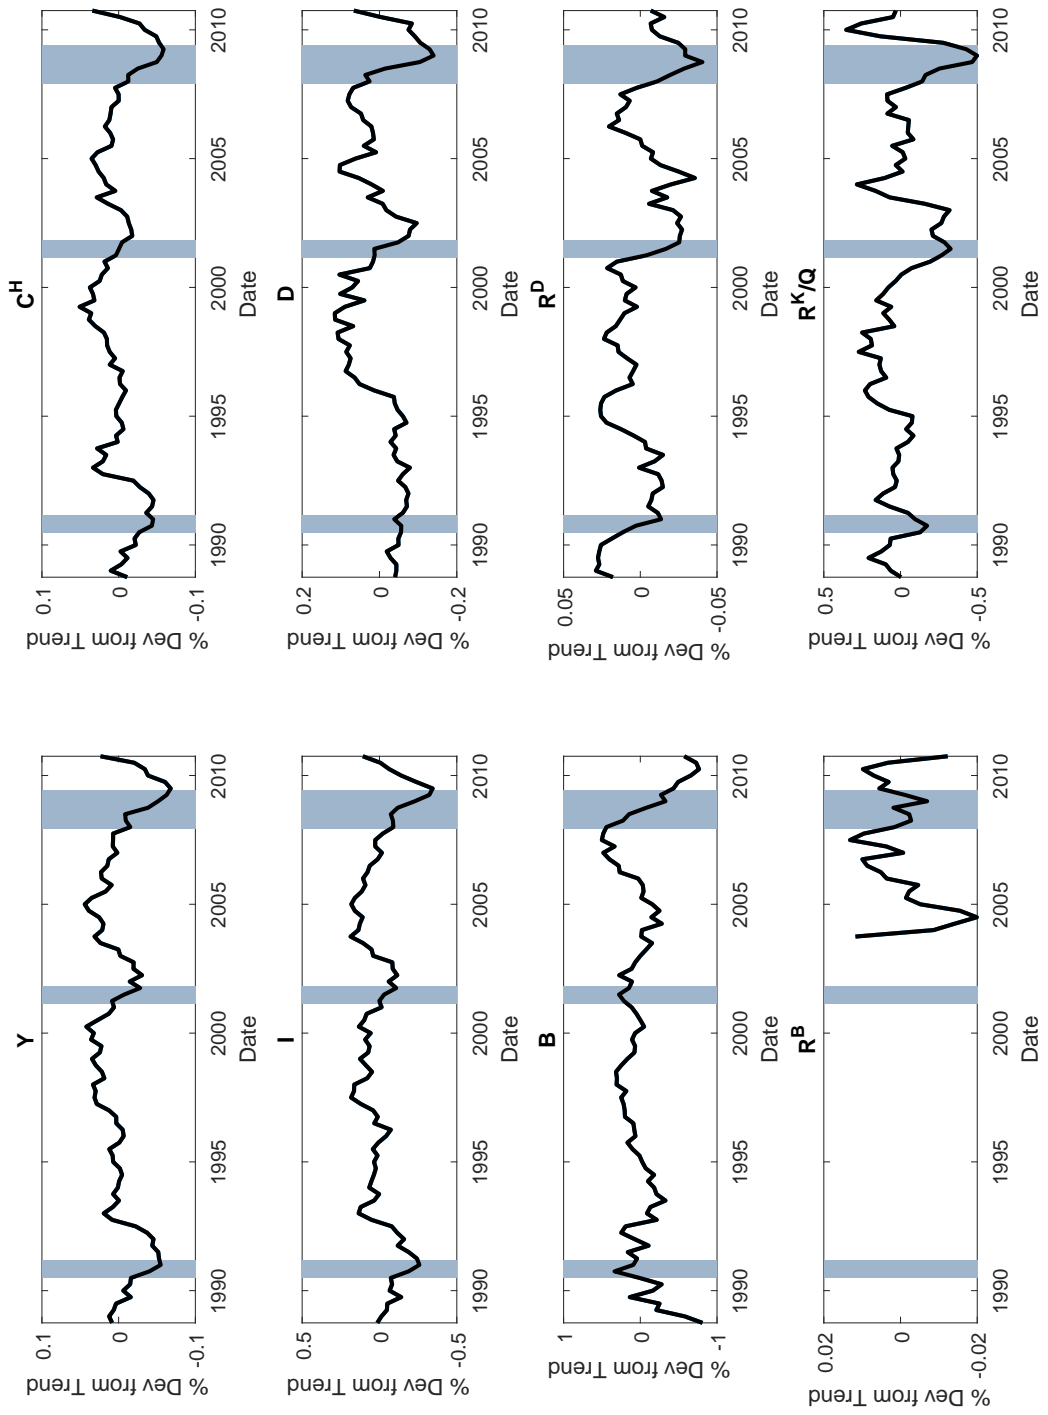 Y
% Dev from Trend
0.1
0
-0.1
1990 1995 2000 2005 2010
Date
C^H
% Dev from Trend
0.1
0
-0.1
1990 1995 2000 2005 2010
Date
I
% Dev from Trend
0.5
0
-0.5
1990 1995 2000 2005 2010
Date
D
% Dev from Trend
0.2
0
-0.2
1990 1995 2000 2005 2010
Date
B
% Dev from Trend
1
0
-1
1990 1995 2000 2005 2010
Date
R^D
% Dev from Trend
0.05
0
-0.05
1990 1995 2000 2005 2010
Date
R^B
% Dev from Trend
0.02
0
-0.02
1990 1995 2000 2005 2010
Date
R^K/Q
% Dev from Trend
0.5
0
-0.5
1990 1995 2000 2005 2010
Date